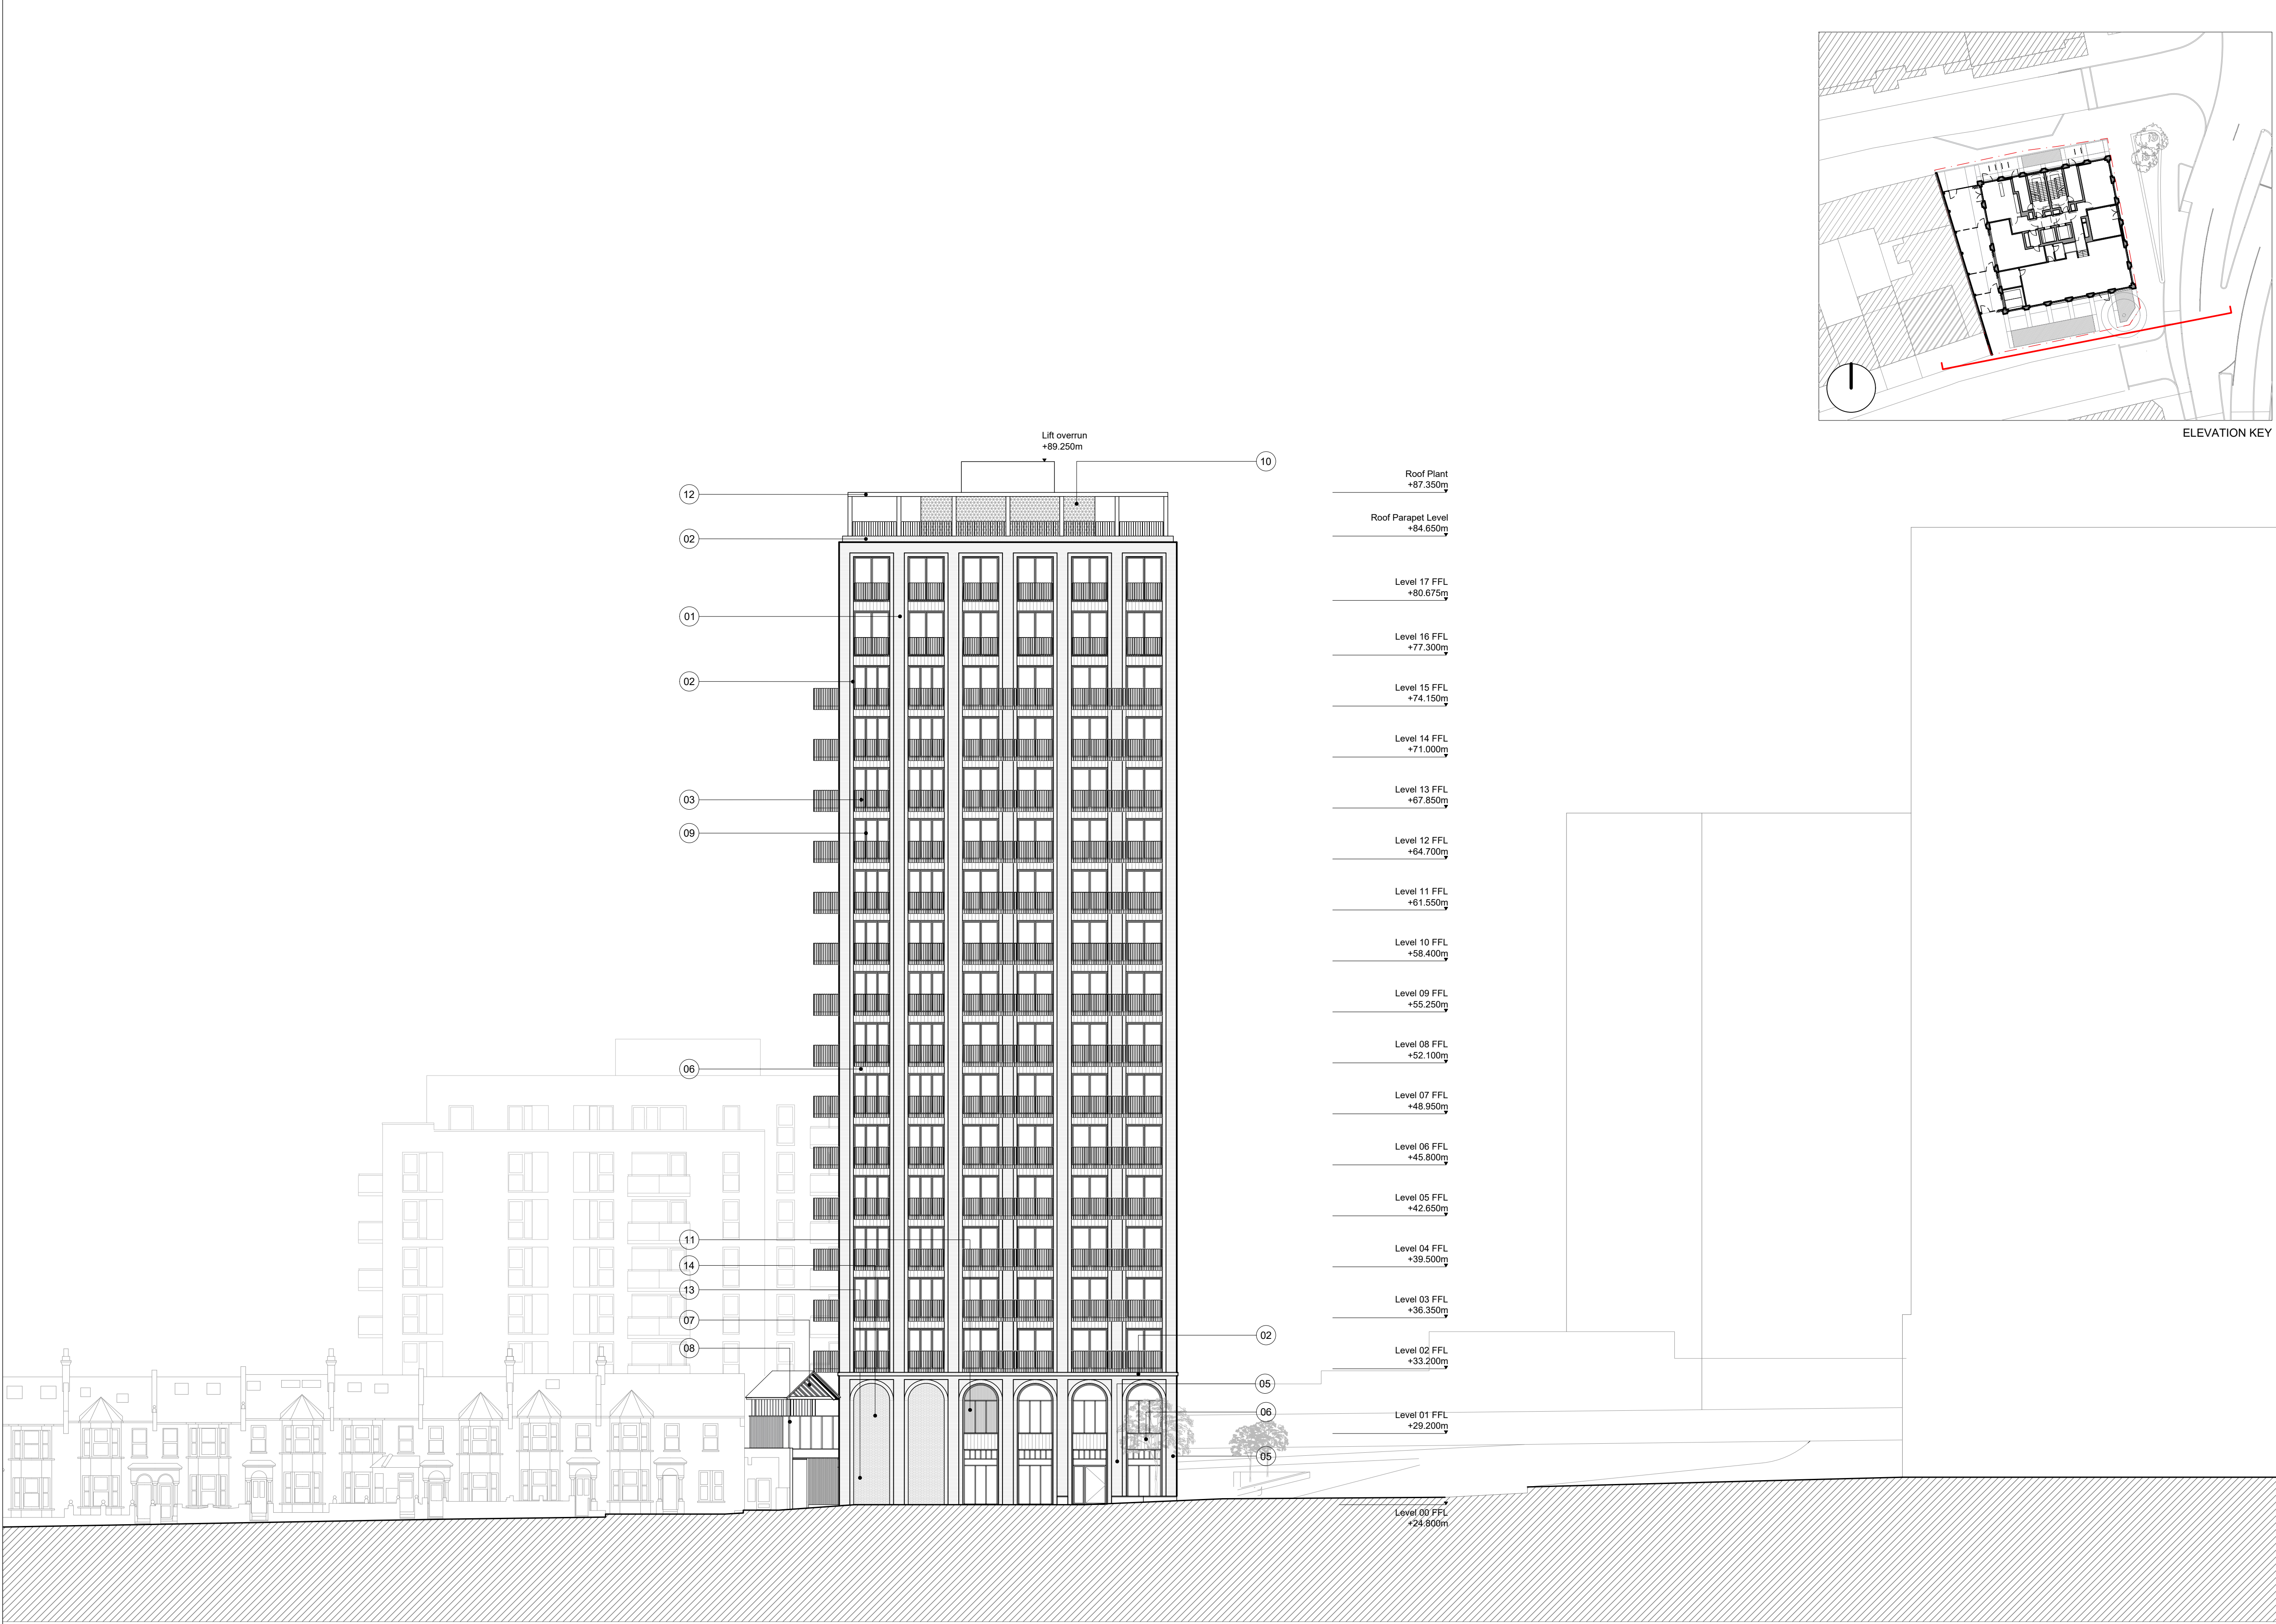 ELEVATION KEY
Lift overrun
+89.250m
10
12
02
01
02
03
09
06
11
14
13
07
08
02
05
06
05
Roof Plant
+87.350m
Roof Parapet Level
+84.650m
Level 17 FFL
+80.675m
Level 16 FFL
+77.300m
Level 15 FFL
+74.150m
Level 14 FFL
+71.000m
Level 13 FFL
+67.850m
Level 12 FFL
+64.700m
Level 11 FFL
+61.550m
Level 10 FFL
+58.400m
Level 09 FFL
+55.250m
Level 08 FFL
+52.100m
Level 07 FFL
+48.950m
Level 06 FFL
+45.800m
Level 05 FFL
+42.650m
Level 04 FFL
+39.500m
Level 03 FFL
+36.350m
Level 02 FFL
+33.200m
Level 01 FFL
+29.200m
Level 00 FFL
+24.800m